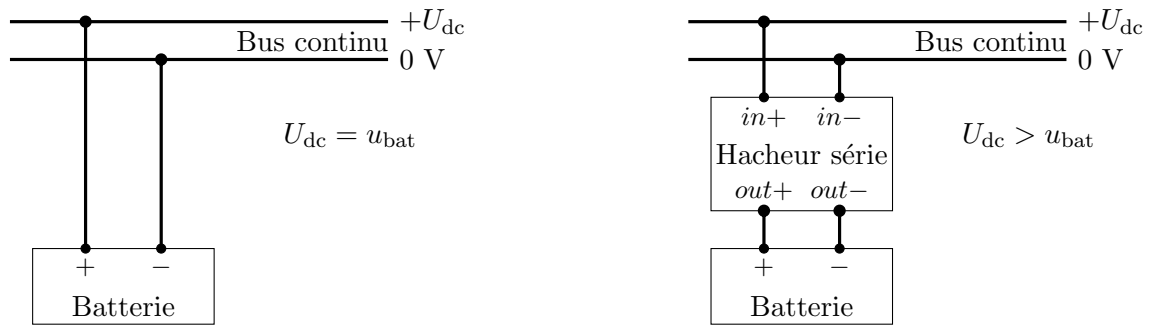 +U_dc
Bus continu
0 V
U_dc = u_bat
+ −
Batterie
+U_dc
Bus continu
0 V
in+ in−
Hacheur série
out+ out−
U_dc > u_bat
+ −
Batterie